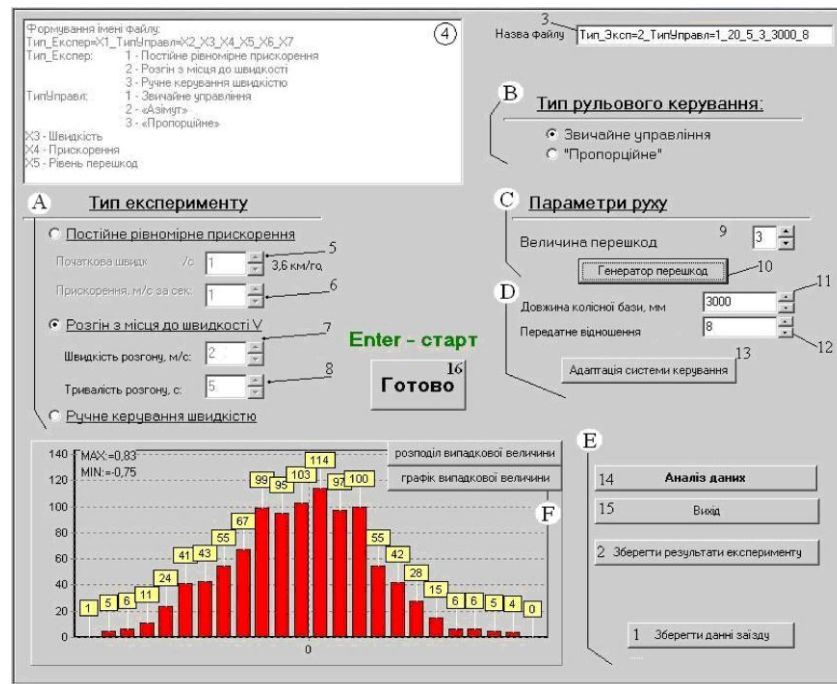 Формування імені файлу:
Тип_Експер=X1_ТипУправл=X2_X3_X4_X5_X6_X7
Тип_Експер: 1 - Постійне рівномірне прискорення
2 - Розгін з місця до швидкості
3 - Ручне керування швидкістю
ТипУправл: 1 - Звичайне управління
2 - «Азімут»
3 - «Пропорційне»
X3 - Швидкість
X4 - Прискорення
X5 - Рівень перешкод
4
3
Назва файлу Тип_Эксп=2_ТипУправл=1_20_5_3_3000_8
B Тип рульового керування:
Звичайне управління
"Пропорційне"
A Тип експерименту
Постійне рівномірне прискорення
Початкова швидк /с 1 3,6 км/го, 5
Прискорення, м/с за сек. 1 6
Розгін з місця до швидкості V
Швидкість розгону, м/с: 2 7
Тривалість розгону, с: 5 8
Ручне керування швидкістю
Enter - старт
Готово 16
C Параметри руху
Величина перешкод 9 3
Генератор перешкод 10
D
Довжина колісної бази, мм 3000 11
Передатне відношення 8 12
Адаптація системи керування 13
MAX:=0,83
MIN:=-0,75
розподіл випадкової величини
графік випадкової величини
F
140
120
100
80
60
40
20
0
1 5 6 11 24 41 43 55 67 99 95 103 114 97 100 55 42 28 15 6 6 5 4 0
0
E
14 Аналіз даних
15 Вихід
2 Зберегти результати експерименту
1 Зберегти данні заїзду